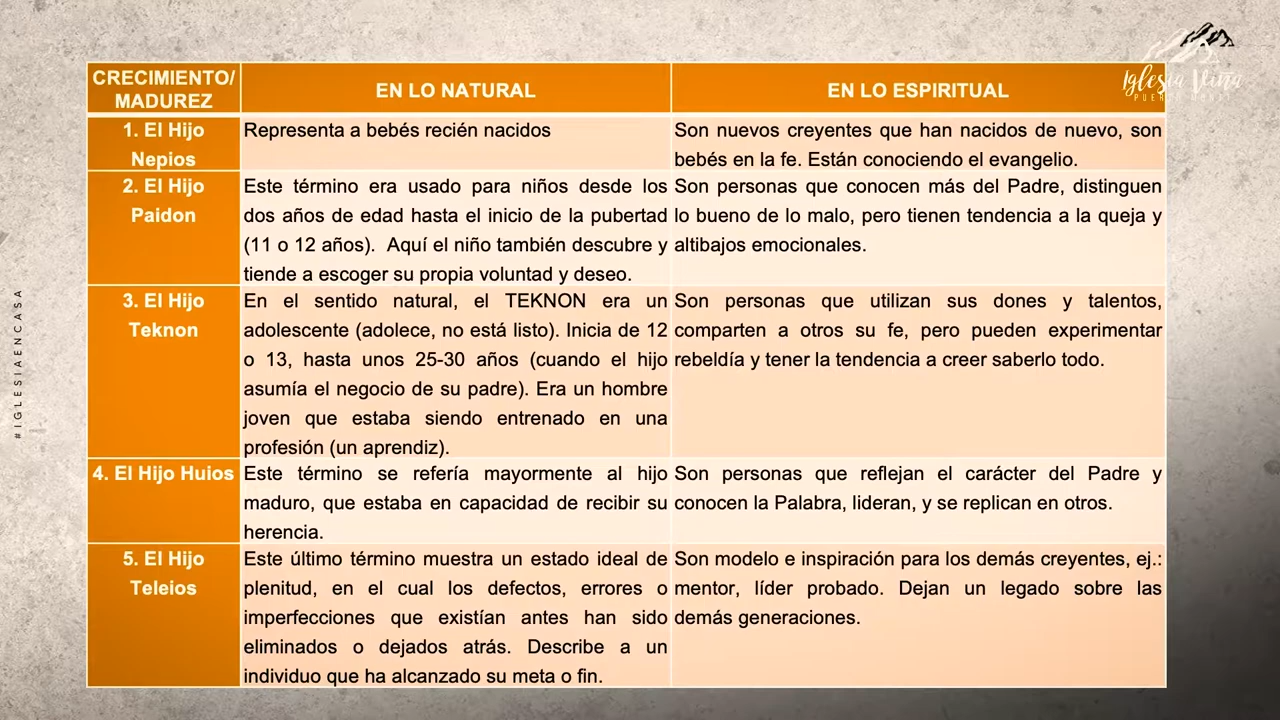 Iglesia Viña
CRECIMIENTO/
MADUREZ
EN LO NATURAL
EN LO ESPIRITUAL
1. El Hijo
Nepios
Representa a bebés recién nacidos
Son nuevos creyentes que han nacidos de nuevo, son
bebés en la fe. Están conociendo el evangelio.
2. El Hijo
Paidon
Este término era usado para niños desde los
dos años de edad hasta el inicio de la pubertad
(11 o 12 años). Aquí el niño también descubre y
tiende a escoger su propia voluntad y deseo.
Son personas que conocen más del Padre, distinguen
lo bueno de lo malo, pero tienen tendencia a la queja y
altibajos emocionales.
3. El Hijo
Teknon
En el sentido natural, el TEKNON era un
adolescente (adolece, no está listo). Inicia de 12
o 13, hasta unos 25-30 años (cuando el hijo
asumía el negocio de su padre). Era un hombre
joven que estaba siendo entrenado en una
profesión (un aprendiz).
Son personas que utilizan sus dones y talentos,
comparten a otros su fe, pero pueden experimentar
rebeldía y tener la tendencia a creer saberlo todo.
4. El Hijo Huios
Este término se refería mayormente al hijo
maduro, que estaba en capacidad de recibir su
herencia.
Son personas que reflejan el carácter del Padre y
conocen la Palabra, lideran, y se replican en otros.
5. El Hijo
Teleios
Este último término muestra un estado ideal de
plenitud, en el cual los defectos, errores o
imperfecciones que existían antes han sido
eliminados o dejados atrás. Describe a un
individuo que ha alcanzado su meta o fin.
Son modelo e inspiración para los demás creyentes, ej.:
mentor, líder probado. Dejan un legado sobre las
demás generaciones.
#IGLESIAENCASA